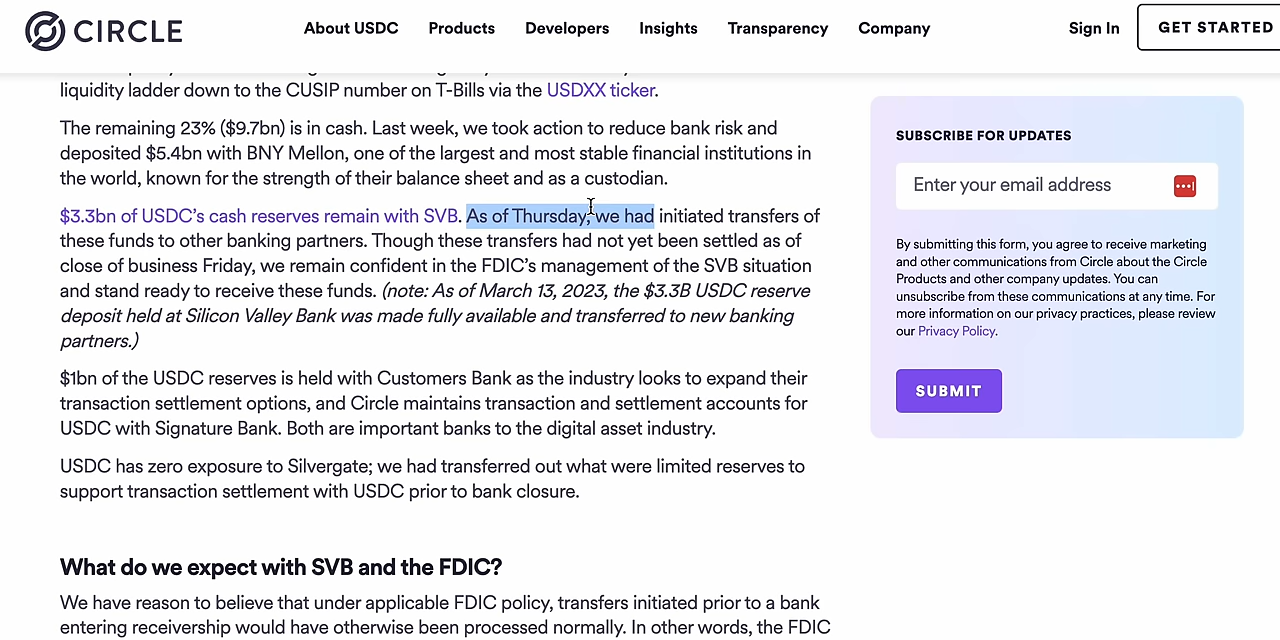 CIRCLE
About USDC Products Developers Insights Transparency Company
Sign In GET STARTED
liquidity ladder down to the CUSIP number on T-Bills via the USDXX ticker.
The remaining 23% ($9.7bn) is in cash. Last week, we took action to reduce bank risk and
deposited $5.4bn with BNY Mellon, one of the largest and most stable financial institutions in
the world, known for the strength of their balance sheet and as a custodian.
$3.3bn of USDC’s cash reserves remain with SVB. As of Thursday, we had initiated transfers of
these funds to other banking partners. Though these transfers had not yet been settled as of
close of business Friday, we remain confident in the FDIC’s management of the SVB situation
and stand ready to receive these funds. (note: As of March 13, 2023, the $3.3B USDC reserve
deposit held at Silicon Valley Bank was made fully available and transferred to new banking
partners.)
$1bn of the USDC reserves is held with Customers Bank as the industry looks to expand their
transaction settlement options, and Circle maintains transaction and settlement accounts for
USDC with Signature Bank. Both are important banks to the digital asset industry.
USDC has zero exposure to Silvergate; we had transferred out what were limited reserves to
support transaction settlement with USDC prior to bank closure.
What do we expect with SVB and the FDIC?
We have reason to believe that under applicable FDIC policy, transfers initiated prior to a bank
entering receivership would have otherwise been processed normally. In other words, the FDIC
SUBSCRIBE FOR UPDATES
Enter your email address
By submitting this form, you agree to receive marketing
and other communications from Circle about the Circle
Products and other company updates. You can
unsubscribe from these communications at any time. For
more information on our privacy practices, please review
our Privacy Policy.
SUBMIT